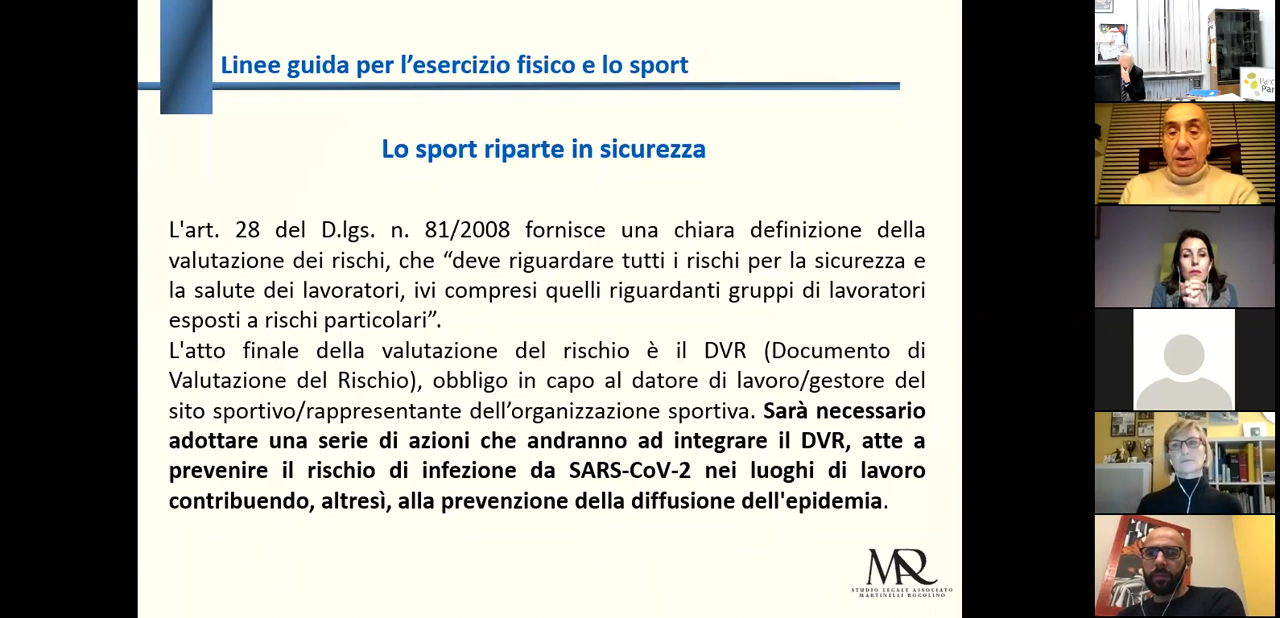 Linee guida per l’esercizio fisico e lo sport
Lo sport riparte in sicurezza
L'art. 28 del D.lgs. n. 81/2008 fornisce una chiara definizione della
valutazione dei rischi, che “deve riguardare tutti i rischi per la sicurezza e
la salute dei lavoratori, ivi compresi quelli riguardanti gruppi di lavoratori
esposti a rischi particolari”.
L'atto finale della valutazione del rischio è il DVR (Documento di
Valutazione del Rischio), obbligo in capo al datore di lavoro/gestore del
sito sportivo/rappresentante dell’organizzazione sportiva. Sarà necessario
adottare una serie di azioni che andranno ad integrare il DVR, atte a
prevenire il rischio di infezione da SARS-CoV-2 nei luoghi di lavoro
contribuendo, altresì, alla prevenzione della diffusione dell'epidemia.
MR
STUDIO LEGALE ASSOCIATO
MARTINELLI ROGOLINO